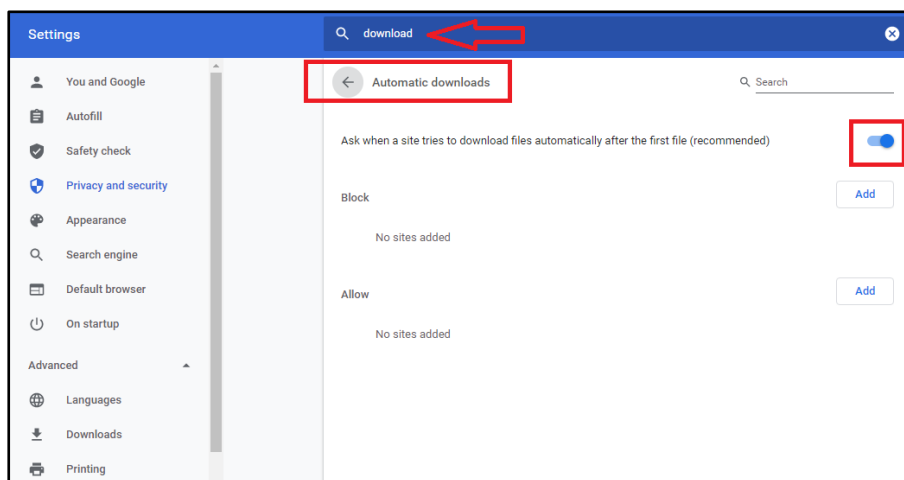 Settings
download
You and Google
Autofill
Safety check
Privacy and security
Appearance
Search engine
Default browser
On startup
Advanced
Languages
Downloads
Printing
Automatic downloads
Search
Ask when a site tries to download files automatically after the first file (recommended)
Block
Add
No sites added
Allow
Add
No sites added